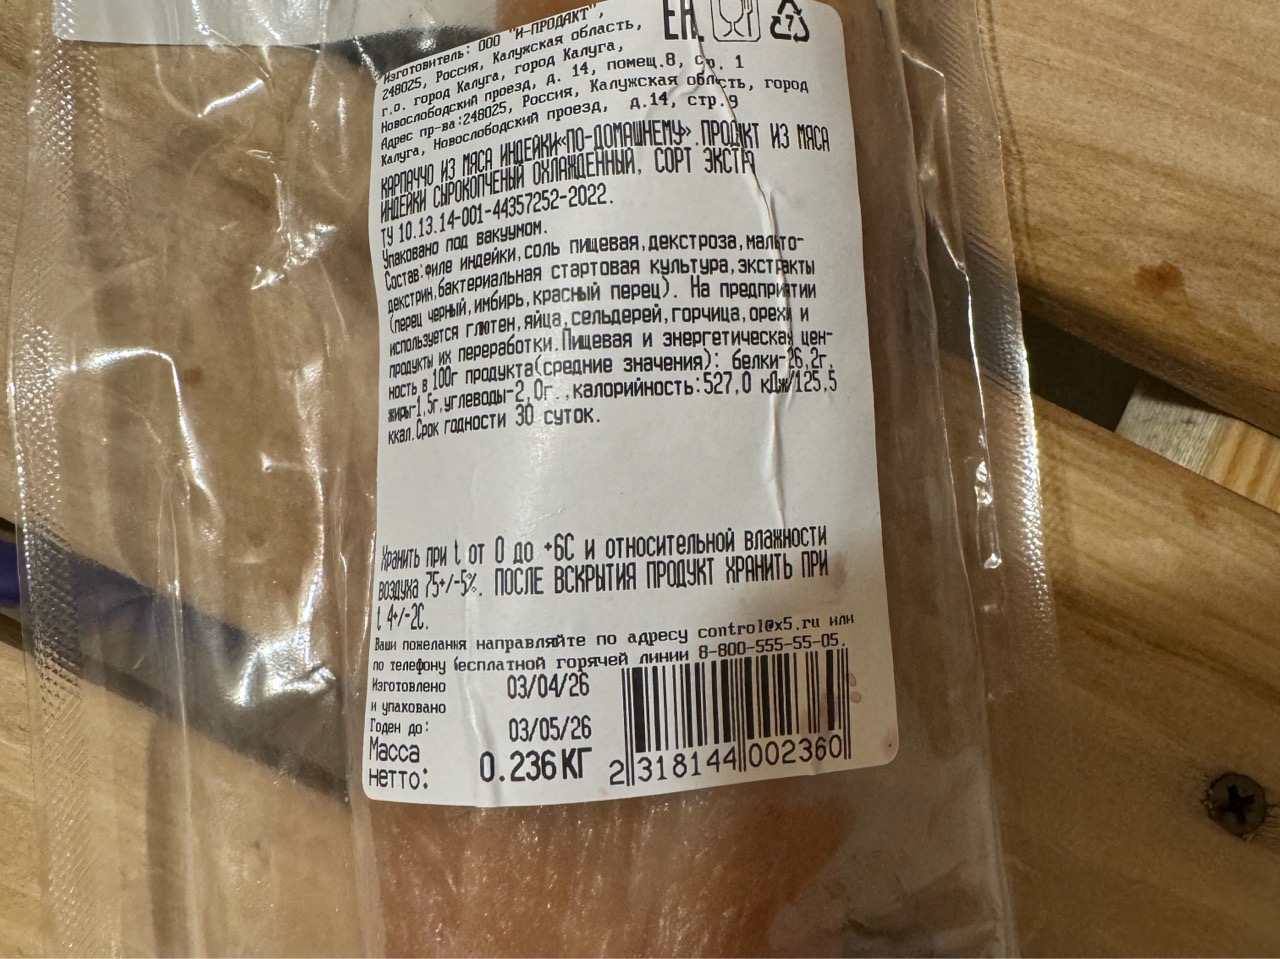 Изготовитель: ООО "И-ПРОДАКТ",
248025, Россия, Калужская область,
г.о. город Калуга, город Калуга,
Новослободский проезд, д. 14, помещ.8, стр. 1
Адрес пр-ва:248025, Россия, Калужская область, город
Калуга, Новослободский проезд, д.14, стр.9
КАРПАЧЧО ИЗ МЯСА ИНДЕЙКИ«ПО-ДОМАШНЕМУ».ПРОДУКТ ИЗ МЯСА
ИНДЕЙКИ СЫРОКОПЧЕНЫЙ ОХЛАЖДЕННЫЙ, СОРТ ЭКСТРА
ТУ 10.13.14-001-44357252-2022.
Упаковано под вакуумом.
Состав:филе индейки,соль пищевая,декстроза,мальто-
декстрин,бактериальная стартовая культура,экстракты
(перец черный,имбирь,красный перец). На предприятии
используется глютен,яйца,сельдерей,горчица,орехи и
продукты их переработки.Пищевая и энергетическая цен-
ность в 100г продукта(средние значения): белки-26,2г,
жиры-1,5г,углеводы-2,0г.,калорийность:527,0 кДж/125,5
ккал.Срок годности 30 суток.
Хранить при t от 0 до +6С и относительной влажности
воздуха 75+/-5%. ПОСЛЕ ВСКРЫТИЯ ПРОДУКТ ХРАНИТЬ ПРИ
t 4+/-2С.
Ваши пожелания направляйте по адресу control@x5.ru или
по телефону бесплатной горячей линии 8-800-555-55-05.
Изготовлено
и упаковано 03/04/26
Годен до: 03/05/26
Масса
нетто: 0.236КГ
2 318144 002360
EAC
7